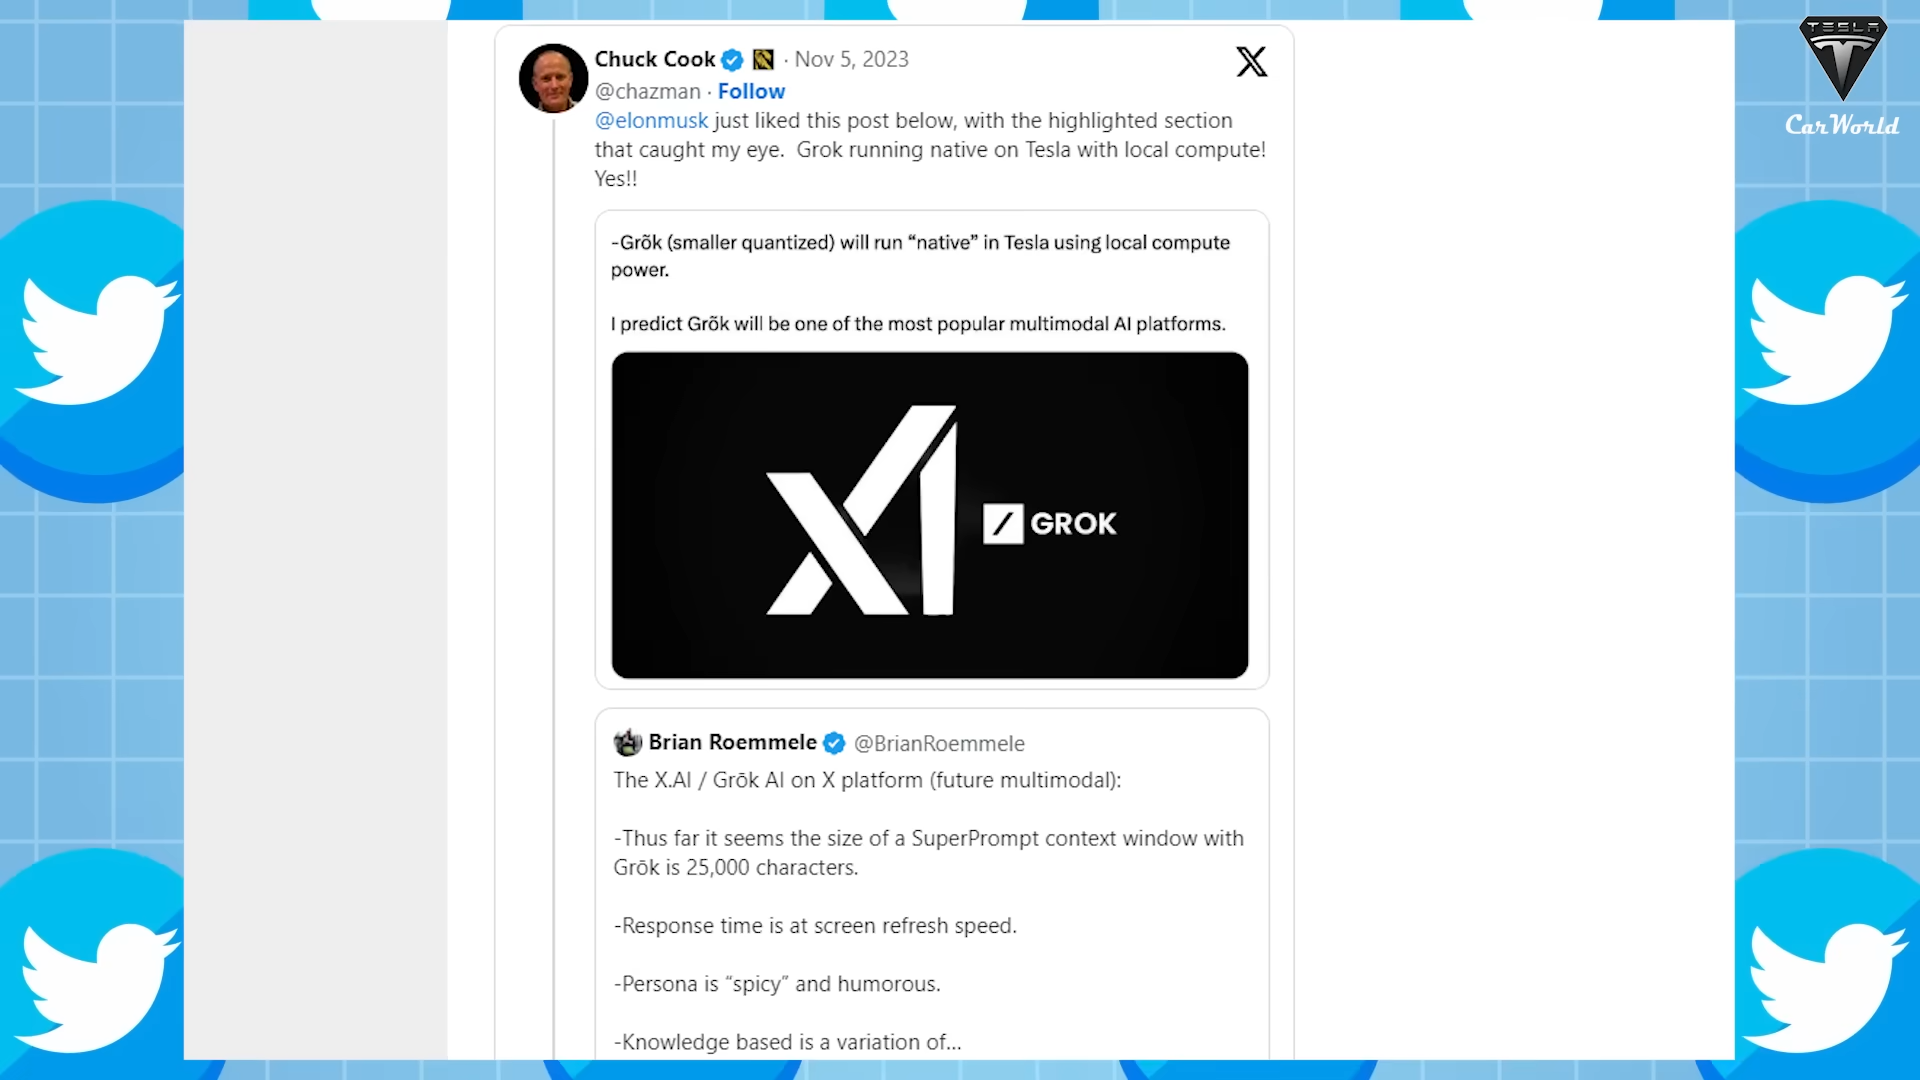 TESLA
Car World
Chuck Cook · Nov 5, 2023
@chazman · Follow
@elonmusk just liked this post below, with the highlighted section
that caught my eye.  Grok running native on Tesla with local compute!
Yes!!
-Grõk (smaller quantized) will run “native” in Tesla using local compute
power.
I predict Grõk will be one of the most popular multimodal AI platforms.
xAI
GROK
Brian Roemmele @BrianRoemmele
The X.AI / Grōk AI on X platform (future multimodal):
-Thus far it seems the size of a SuperPrompt context window with
Grōk is 25,000 characters.
-Response time is at screen refresh speed.
-Persona is “spicy” and humorous.
-Knowledge based is a variation of...